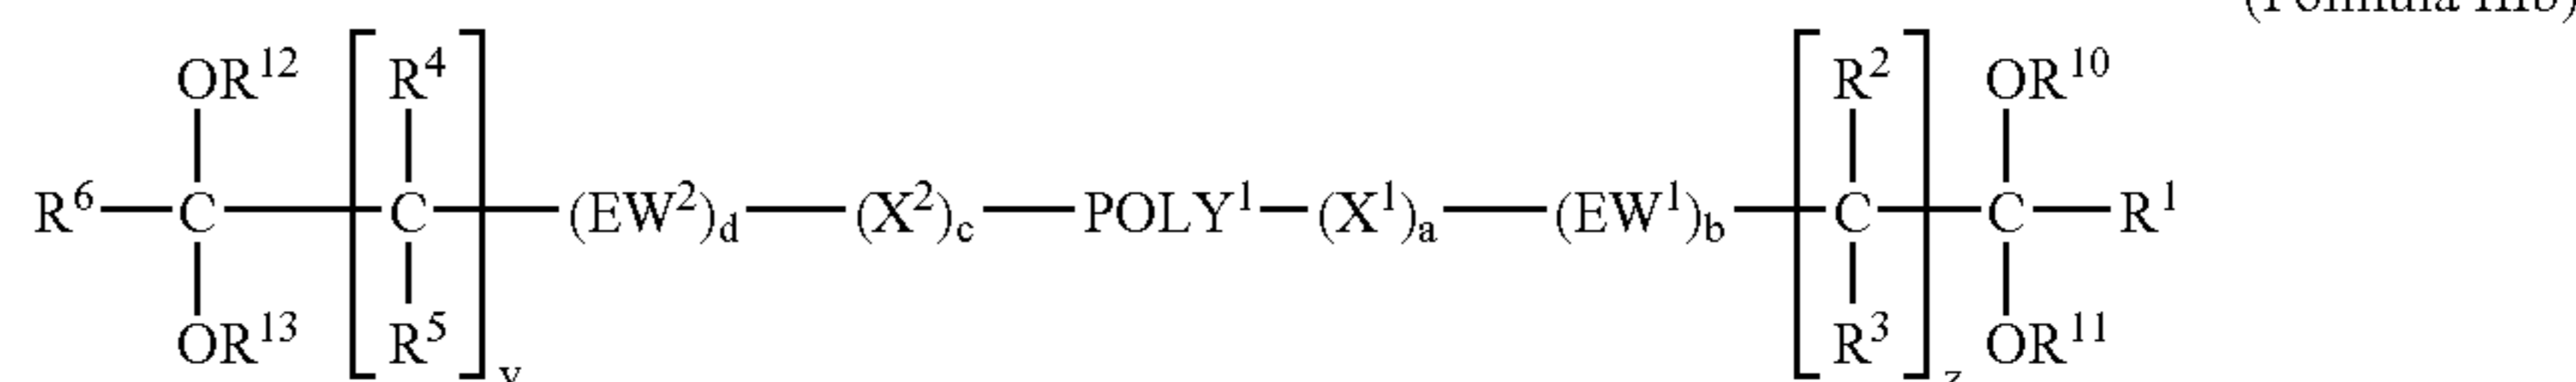 (Formula IIIb)
OR¹² R⁴ R² OR¹⁰
R⁶—C—C—(EW²)d—(X²)c—POLY¹—(X¹)a—(EW¹)b—C—C—R¹
OR¹³ R⁵ R³ OR¹¹
y z